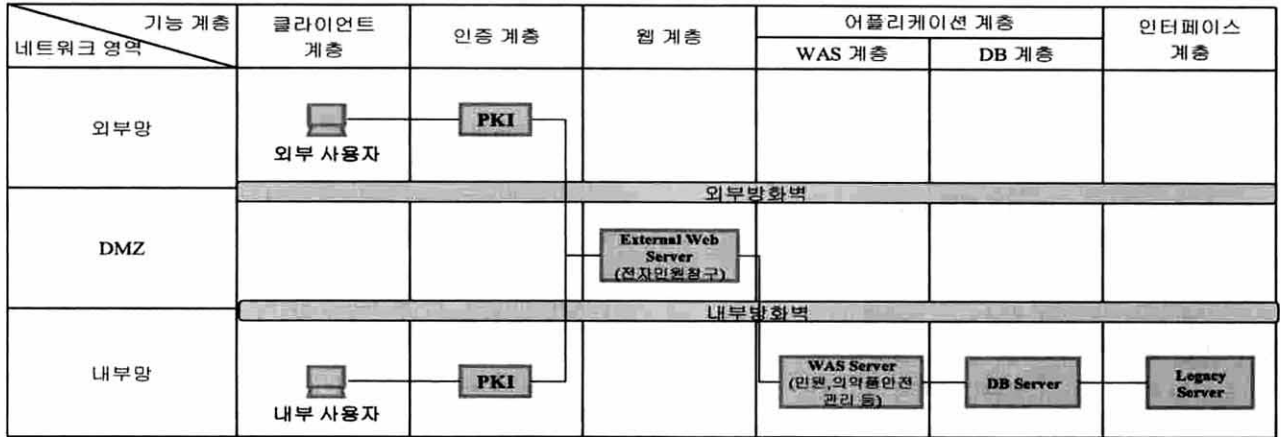 기능 계층
네트워크 영역
클라이언트
계층
인증 계층
웹 계층
어플리케이션 계층
WAS 계층
DB 계층
인터페이스
계층
외부망
외부 사용자
PKI
외부방화벽
DMZ
External Web
Server
(전자민원창구)
내부방화벽
내부망
내부 사용자
PKI
WAS Server
(민원,의약품안전
관리 등)
DB Server
Legacy
Server